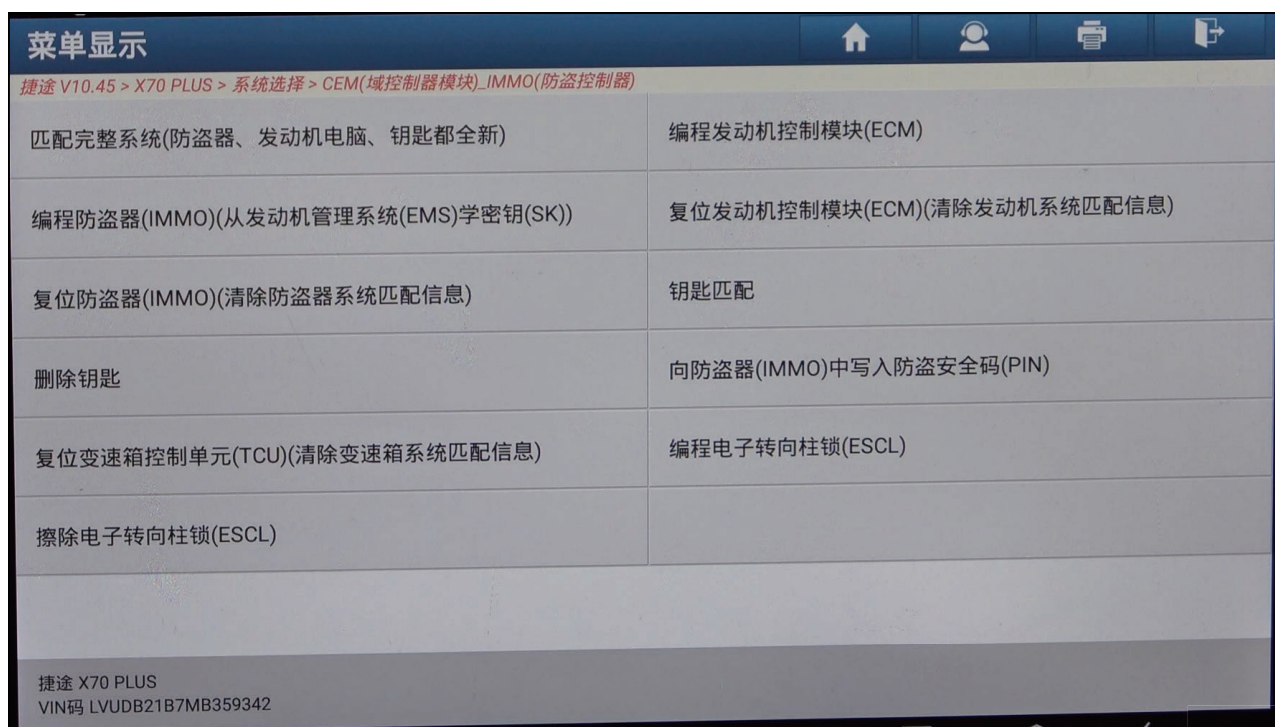 菜单显示
捷途 V10.45 > X70 PLUS > 系统选择 > CEM(域控制器模块)_IMMO(防盗控制器)
匹配完整系统(防盗器、发动机电脑、钥匙都全新)
编程发动机控制模块(ECM)
编程防盗器(IMMO)(从发动机管理系统(EMS)学密钥(SK))
复位发动机控制模块(ECM)(清除发动机系统匹配信息)
复位防盗器(IMMO)(清除防盗器系统匹配信息)
钥匙匹配
删除钥匙
向防盗器(IMMO)中写入防盗安全码(PIN)
复位变速箱控制单元(TCU)(清除变速箱系统匹配信息)
编程电子转向柱锁(ESCL)
擦除电子转向柱锁(ESCL)
捷途 X70 PLUS
VIN码 LVUDB21B7MB359342